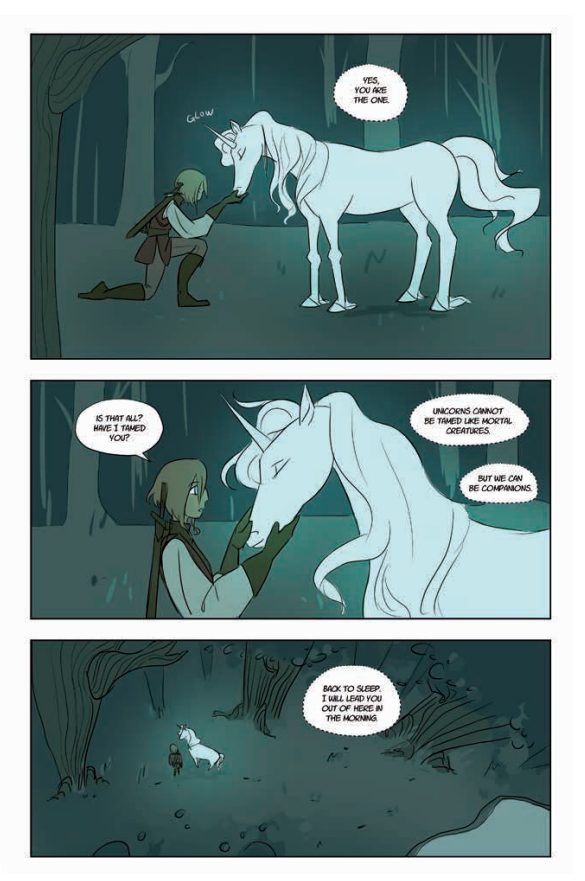 YES,
YOU ARE
THE ONE.
GLOW
IS THAT ALL?
HAVE I TAMED
YOU?
UNICORNS CANNOT
BE TAMED LIKE MORTAL
CREATURES.
BUT WE CAN
BE COMPANIONS.
BACK TO SLEEP.
I WILL LEAD YOU
OUT OF HERE IN
THE MORNING.